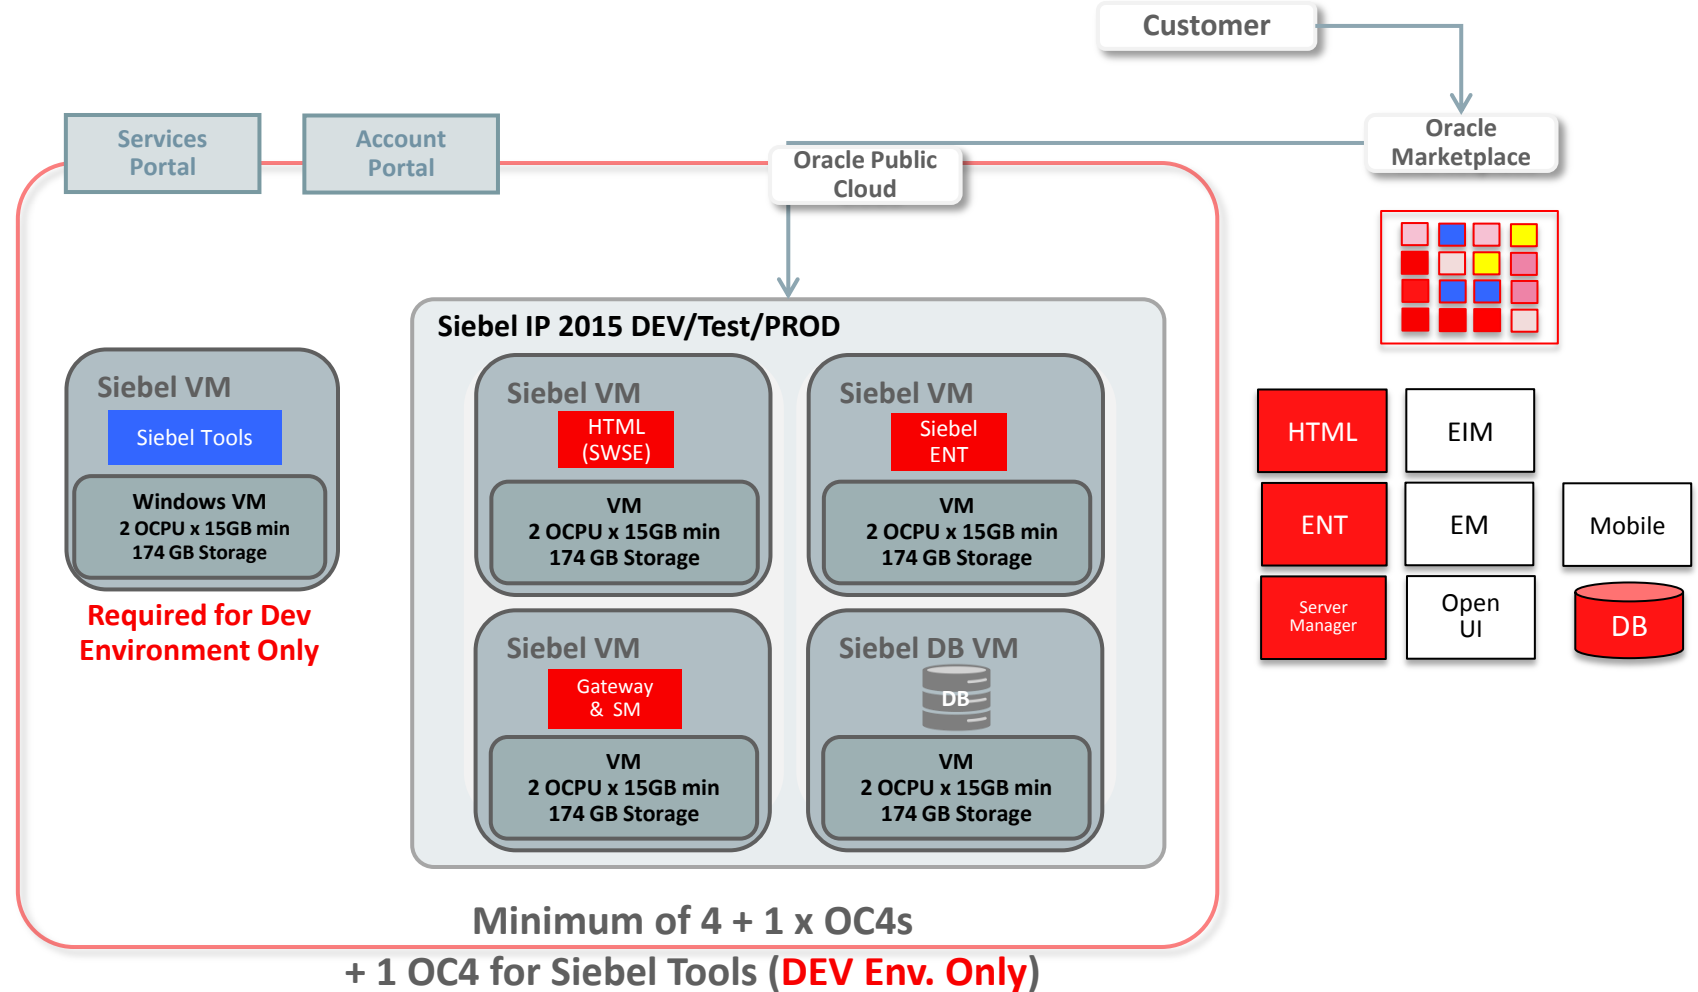 Customer
Oracle
Marketplace
Services
Portal
Account
Portal
Oracle Public
Cloud
Siebel IP 2015 DEV/Test/PROD
Siebel VM
Siebel Tools
Windows VM
2 OCPU x 15GB min
174 GB Storage
Required for Dev
Environment Only
Siebel VM
HTML
(SWSE)
VM
2 OCPU x 15GB min
174 GB Storage
Siebel VM
Siebel
ENT
VM
2 OCPU x 15GB min
174 GB Storage
Siebel VM
Gateway
& SM
VM
2 OCPU x 15GB min
174 GB Storage
Siebel DB VM
DB
VM
2 OCPU x 15GB min
174 GB Storage
HTML
EIM
ENT
EM
Mobile
Server
Manager
Open
UI
DB
Minimum of 4 + 1 x OC4s
+ 1 OC4 for Siebel Tools (DEV Env. Only)